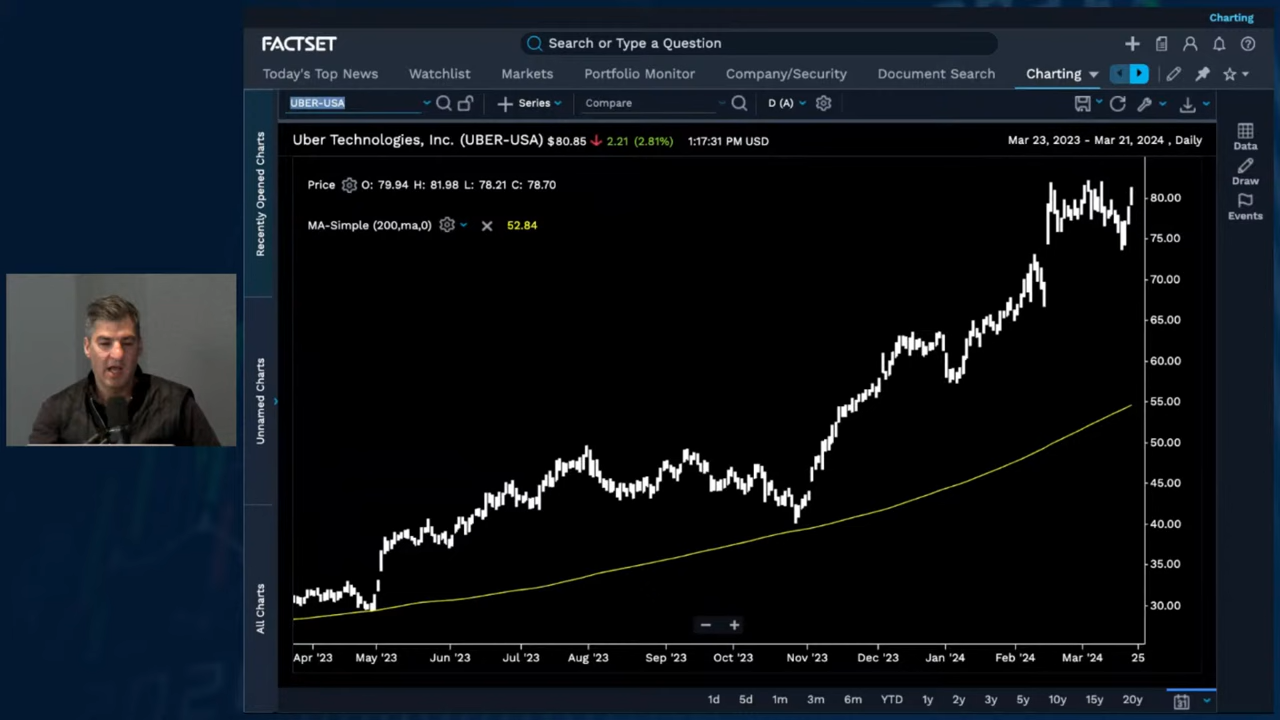 Charting
FACTSET
Search or Type a Question
Today's Top News Watchlist Markets Portfolio Monitor Company/Security Document Search Charting
UBER-USA Series Compare D (A)
Uber Technologies, Inc. (UBER-USA) $80.85 2.21 (2.81%) 1:17:31 PM USD Mar 23, 2023 - Mar 21, 2024 , Daily
Price O: 79.94 H: 81.98 L: 78.21 C: 78.70
MA-Simple (200,ma,0) 52.84
Recently Opened Charts
Unnamed Charts
All Charts
80.00
75.00
70.00
65.00
60.00
55.00
50.00
45.00
40.00
35.00
30.00
Data
Draw
Events
Apr '23 May '23 Jun '23 Jul '23 Aug '23 Sep '23 Oct '23 Nov '23 Dec '23 Jan '24 Feb '24 Mar '24 25
1d 5d 1m 3m 6m YTD 1y 2y 3y 5y 10y 15y 20y